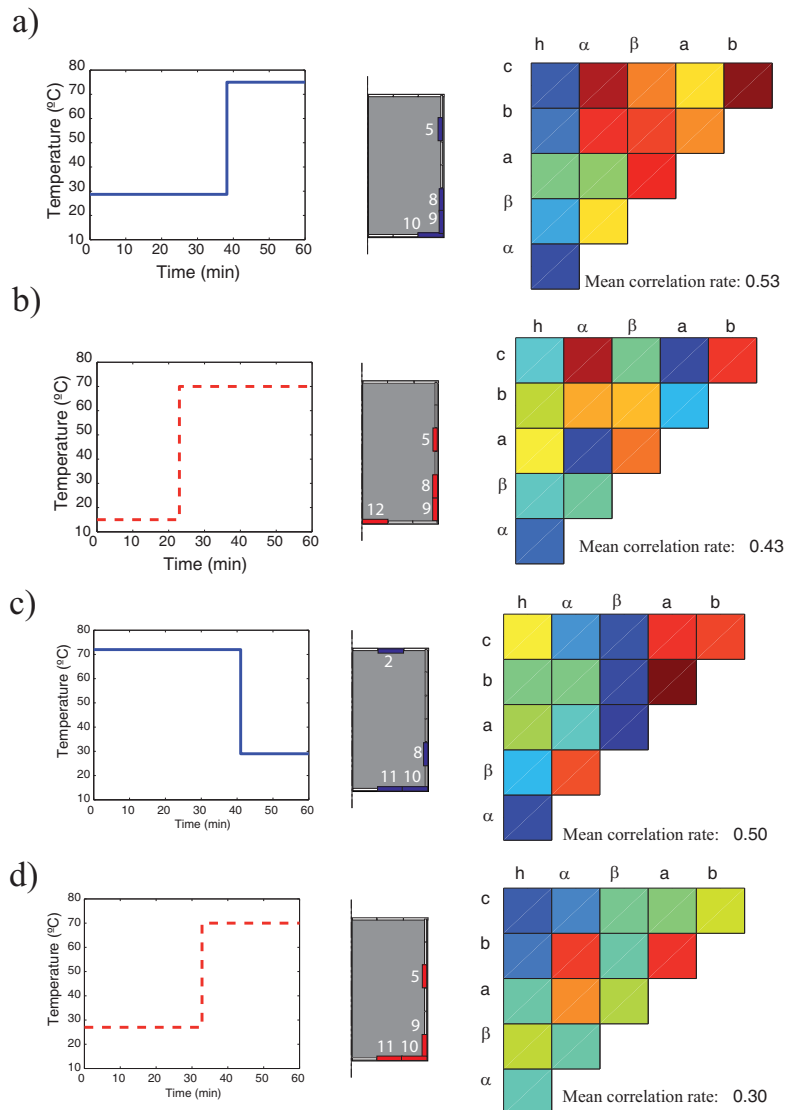 a)
h α β a b
80
70
60
50
40
30
20
10
Temperature (ºC)
0 10 20 30 40 50 60
Time (min)
5
8
9
10
c
b
a
β
α
Mean correlation rate: 0.53
b)
h α β a b
80
70
60
50
40
30
20
10
Temperature (ºC)
0 10 20 30 40 50 60
Time (min)
5
8
9
12
c
b
a
β
α
Mean correlation rate: 0.43
c)
h α β a b
80
70
60
50
40
30
20
10
Temperature (ºC)
0 10 20 30 40 50 60
Time (min)
2
8
11 10
c
b
a
β
α
Mean correlation rate: 0.50
d)
h α β a b
80
70
60
50
40
30
20
10
Temperature (ºC)
0 10 20 30 40 50 60
Time (min)
5
9
11 10
c
b
a
β
α
Mean correlation rate: 0.30